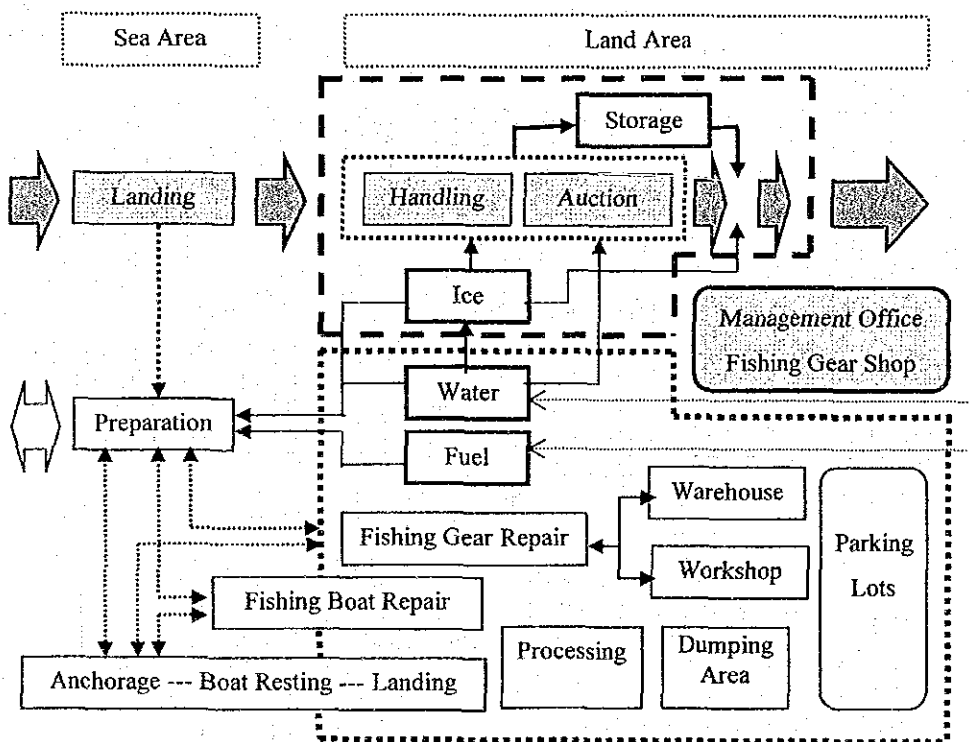 Sea Area
Land Area
Storage
Landing
Handling
Auction
Ice
Management Office
Fishing Gear Shop
Water
Preparation
Fuel
Warehouse
Fishing Gear Repair
Parking
Lots
Workshop
Fishing Boat Repair
Processing
Dumping
Area
Anchorage --- Boat Resting --- Landing